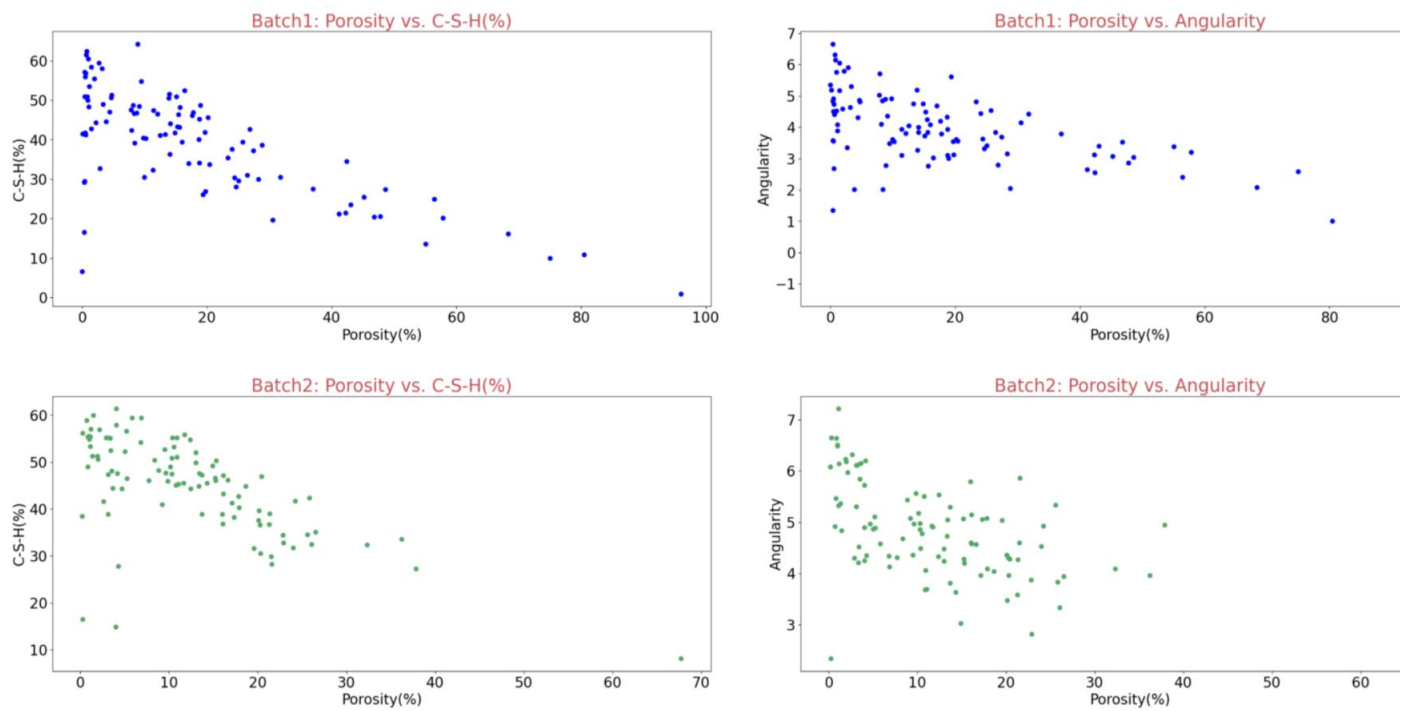 Batch1: Porosity vs. C-S-H(%)
C-S-H(%)
60
50
40
30
20
10
0
0 20 40 60 80 100
Porosity(%)
Batch1: Porosity vs. Angularity
Angularity
7
6
5
4
3
2
1
0
−1
0 20 40 60 80
Porosity(%)
Batch2: Porosity vs. C-S-H(%)
C-S-H(%)
60
50
40
30
20
10
0 10 20 30 40 50 60 70
Porosity(%)
Batch2: Porosity vs. Angularity
Angularity
7
6
5
4
3
0 10 20 30 40 50 60
Porosity(%)